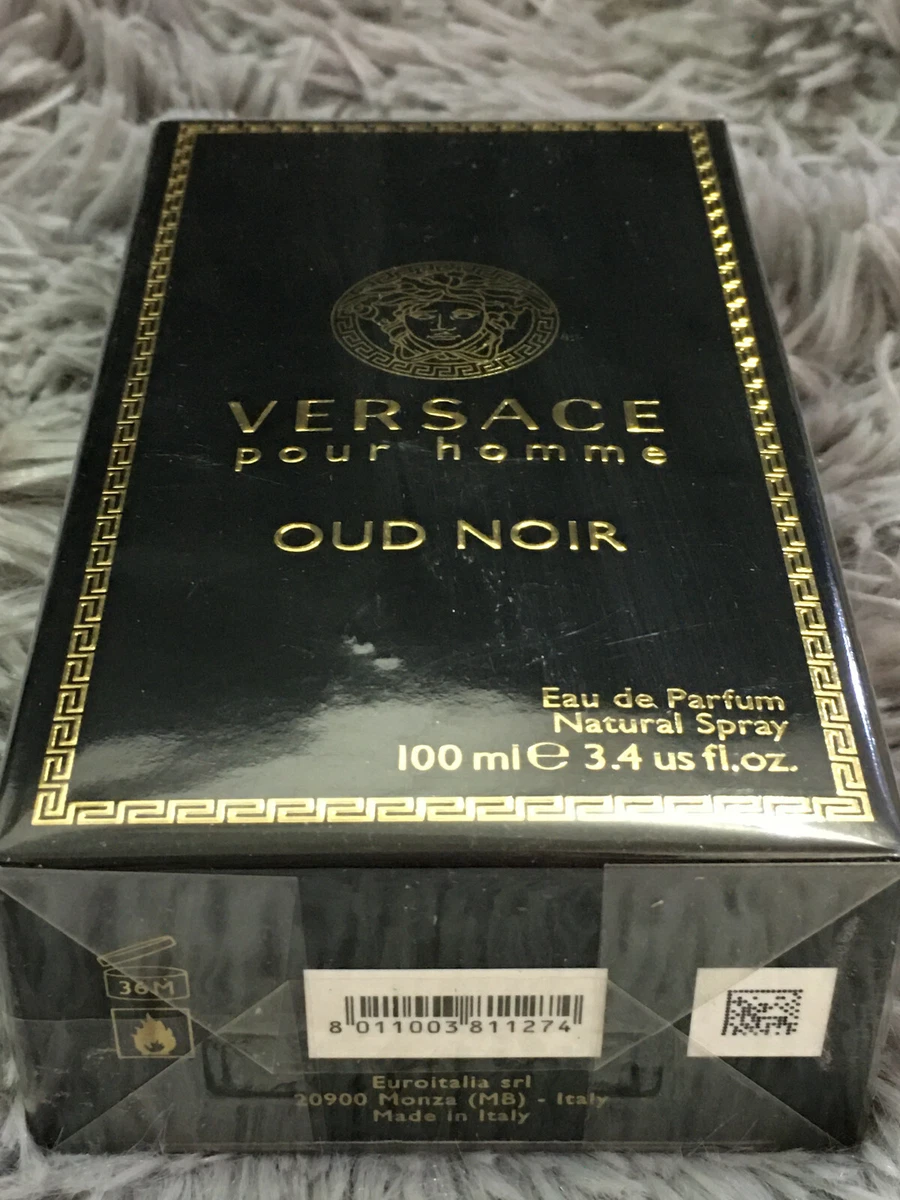 VERSACE
pour homme
OUD NOIR
Eau de Parfum
Natural Spray
100 ml ℮ 3.4 us fl.oz.
36M
8 011003 811274
Euroitalia srl
20900 Monza (MB) - Italy
Made in Italy